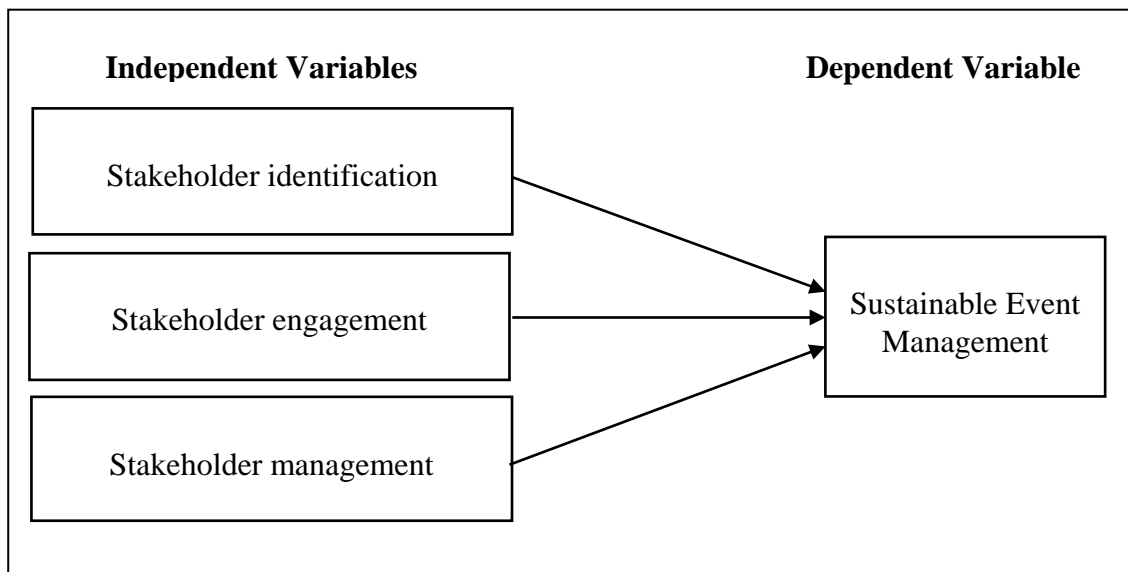 Independent Variables
Dependent Variable
Stakeholder identification
Stakeholder engagement
Stakeholder management
Sustainable Event
Management